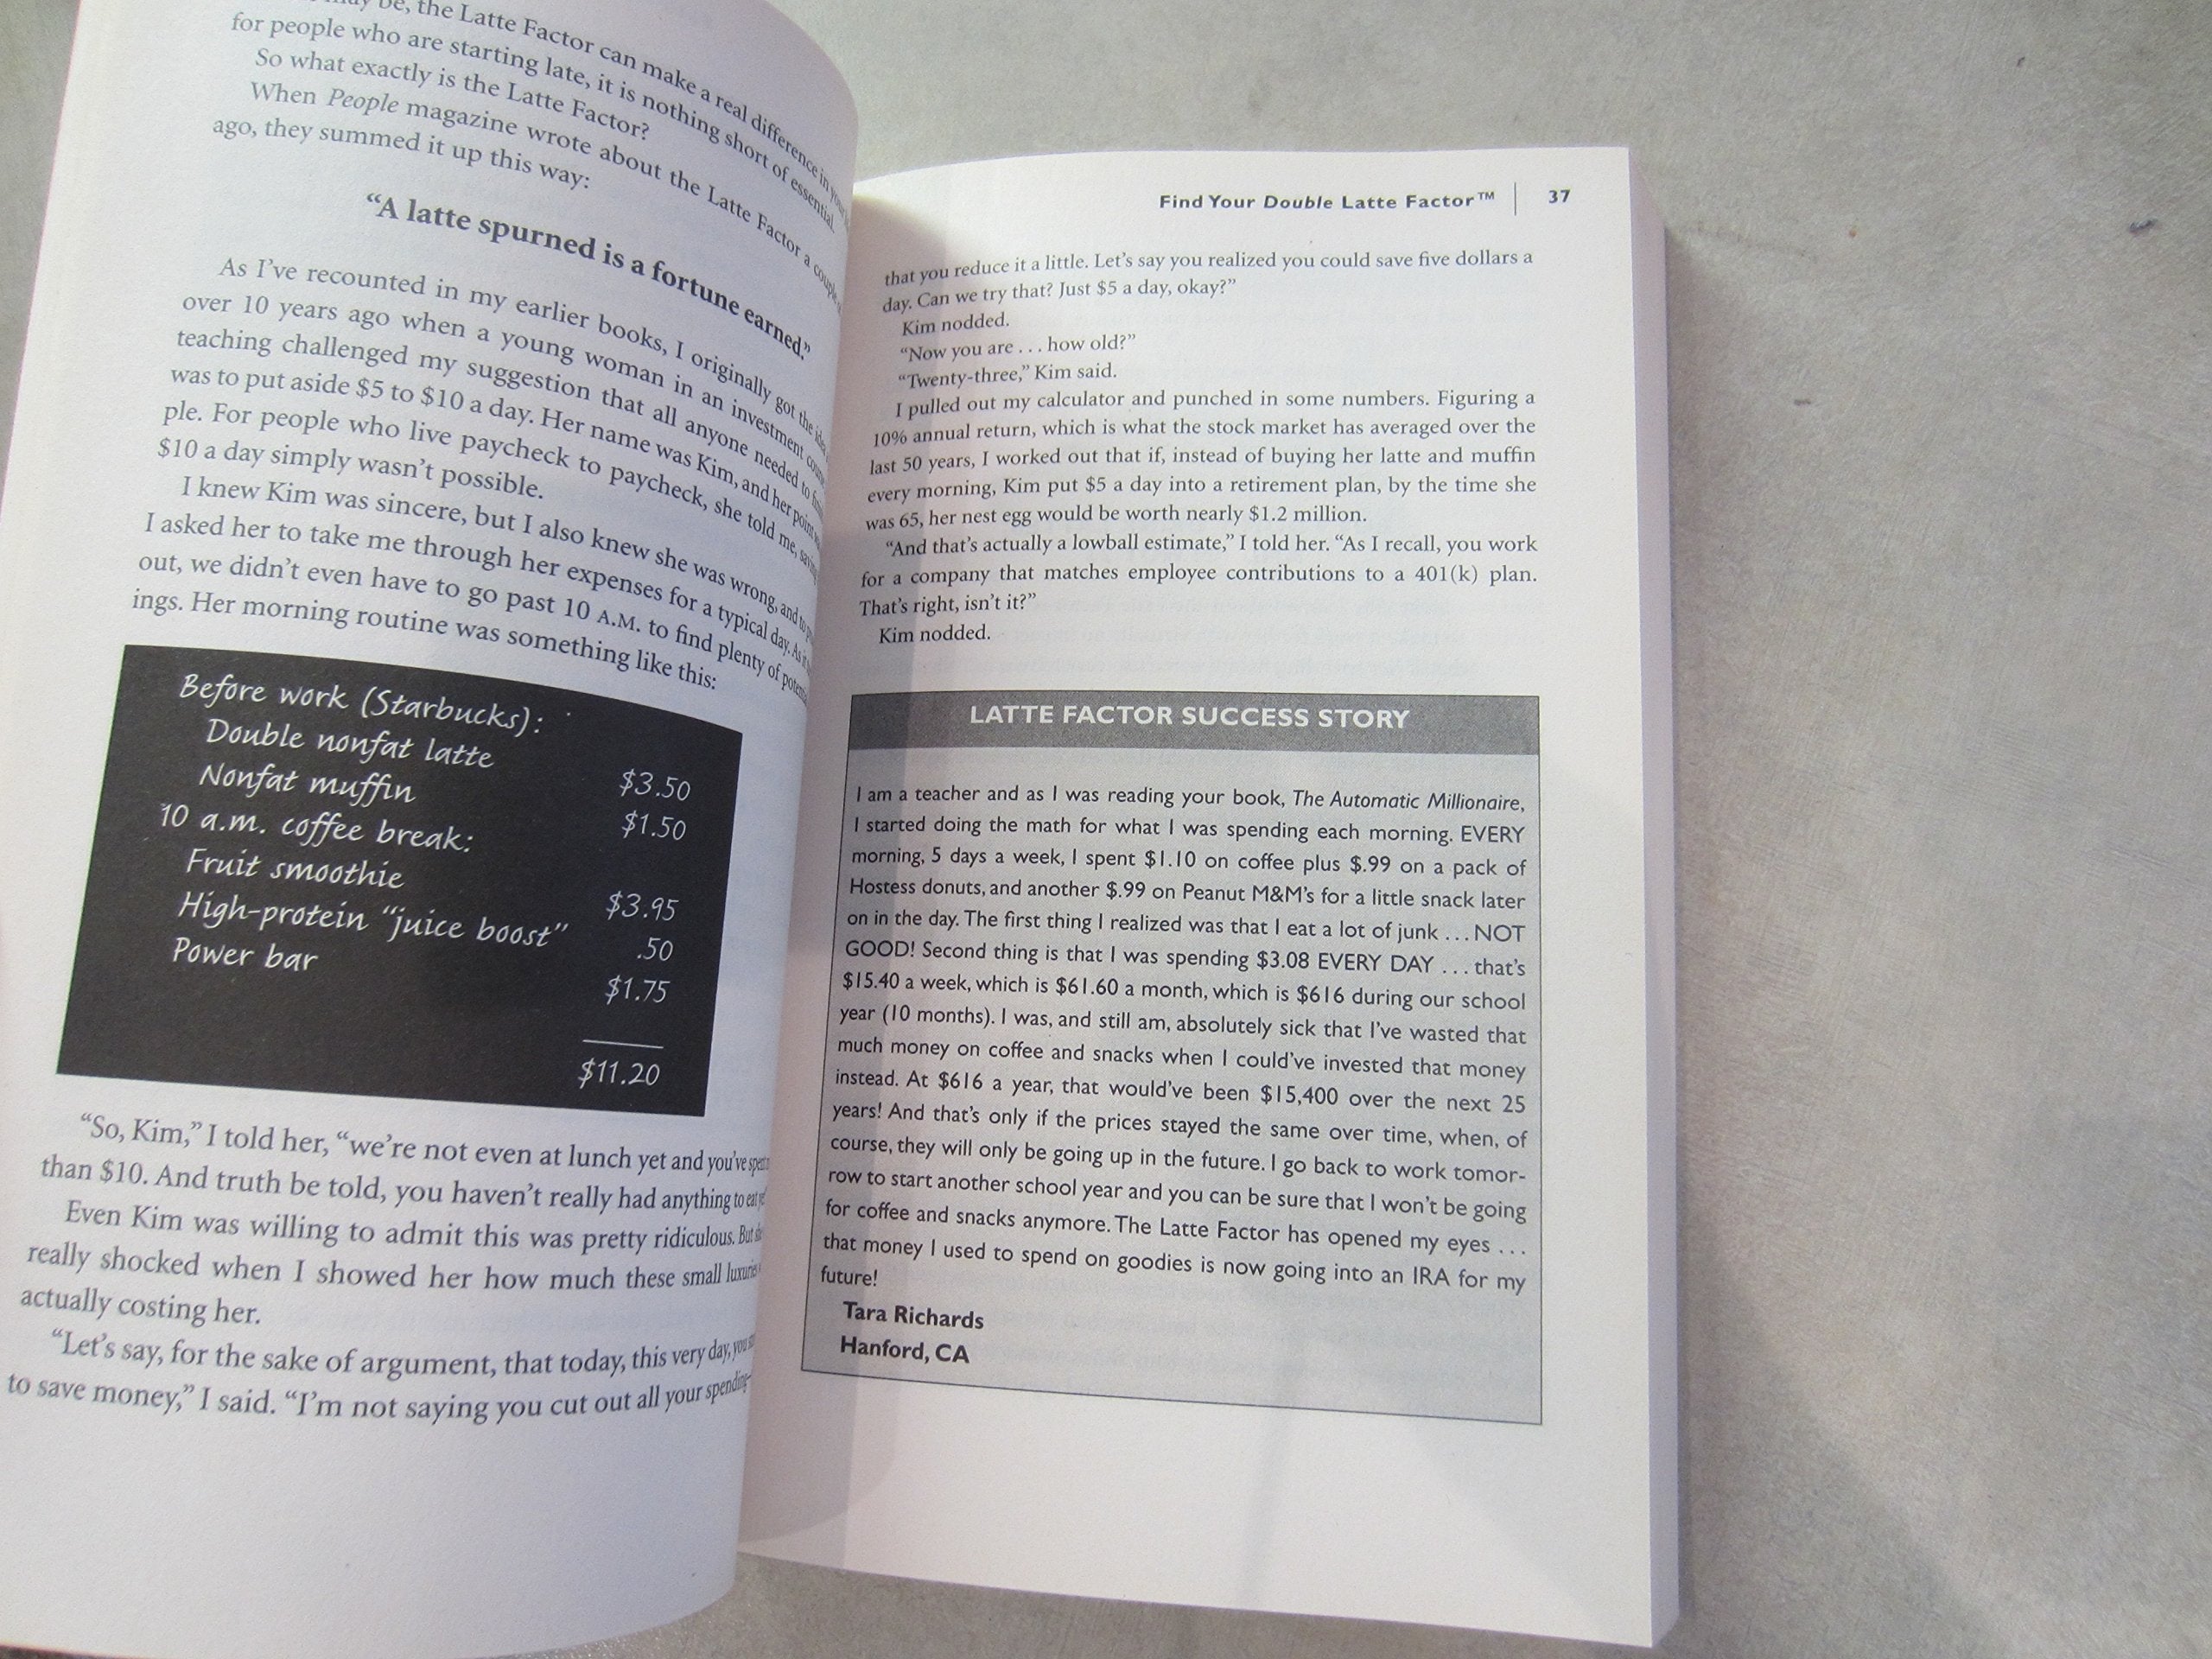 be, the Latte Factor can make a real difference in your
for people who are starting late, it is nothing short of essential.
So what exactly is the Latte Factor?
When People magazine wrote about the Latte Factor a couple
ago, they summed it up this way:
“A latte spurned is a fortune earned.”
As I’ve recounted in my earlier books, I originally got the idea
over 10 years ago when a young woman in an investment
teaching challenged my suggestion that all anyone needed to
was to put aside $5 to $10 a day. Her name was Kim, and her point
ple. For people who live paycheck to paycheck, she told me,
$10 a day simply wasn’t possible.
I knew Kim was sincere, but I also knew she was wrong, and to
I asked her to take me through her expenses for a typical day. As it
out, we didn’t even have to go past 10 A.M. to find plenty of
ings. Her morning routine was something like this:
Before work (Starbucks):
Double nonfat latte $3.50
Nonfat muffin $1.50
10 a.m. coffee break:
Fruit smoothie $3.95
High-protein “juice boost” .50
Power bar $1.75
$11.20
“So, Kim,” I told her, “we’re not even at lunch yet and you’ve
than $10. And truth be told, you haven’t really had anything to eat
Even Kim was willing to admit this was pretty ridiculous. But
really shocked when I showed her how much these small
actually costing her.
“Let’s say, for the sake of argument, that today, this very day,
to save money,” I said. “I’m not saying you cut out all your spending
Find Your Double Latte Factor™ | 37
that you reduce it a little. Let’s say you realized you could save five dollars a
day. Can we try that? Just $5 a day, okay?”
Kim nodded.
“Now you are . . . how old?”
“Twenty-three,” Kim said.
I pulled out my calculator and punched in some numbers. Figuring a
10% annual return, which is what the stock market has averaged over the
last 50 years, I worked out that if, instead of buying her latte and muffin
every morning, Kim put $5 a day into a retirement plan, by the time she
was 65, her nest egg would be worth nearly $1.2 million.
“And that’s actually a lowball estimate,” I told her. “As I recall, you work
for a company that matches employee contributions to a 401(k) plan.
That’s right, isn’t it?”
Kim nodded.
LATTE FACTOR SUCCESS STORY
I am a teacher and as I was reading your book, The Automatic Millionaire,
I started doing the math for what I was spending each morning. EVERY
morning, 5 days a week, I spent $1.10 on coffee plus $.99 on a pack of
Hostess donuts, and another $.99 on Peanut M&M’s for a little snack later
on in the day. The first thing I realized was that I eat a lot of junk . . . NOT
GOOD! Second thing is that I was spending $3.08 EVERY DAY . . . that’s
$15.40 a week, which is $61.60 a month, which is $616 during our school
year (10 months). I was, and still am, absolutely sick that I’ve wasted that
much money on coffee and snacks when I could’ve invested that money
instead. At $616 a year, that would’ve been $15,400 over the next 25
years! And that’s only if the prices stayed the same over time, when, of
course, they will only be going up in the future. I go back to work tomor-
row to start another school year and you can be sure that I won’t be going
for coffee and snacks anymore. The Latte Factor has opened my eyes . . .
that money I used to spend on goodies is now going into an IRA for my
future!
Tara Richards
Hanford, CA